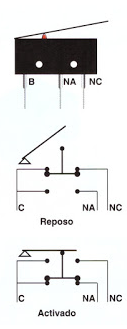 B NA NC
C NA NC
Reposo
C NA NC
Activado